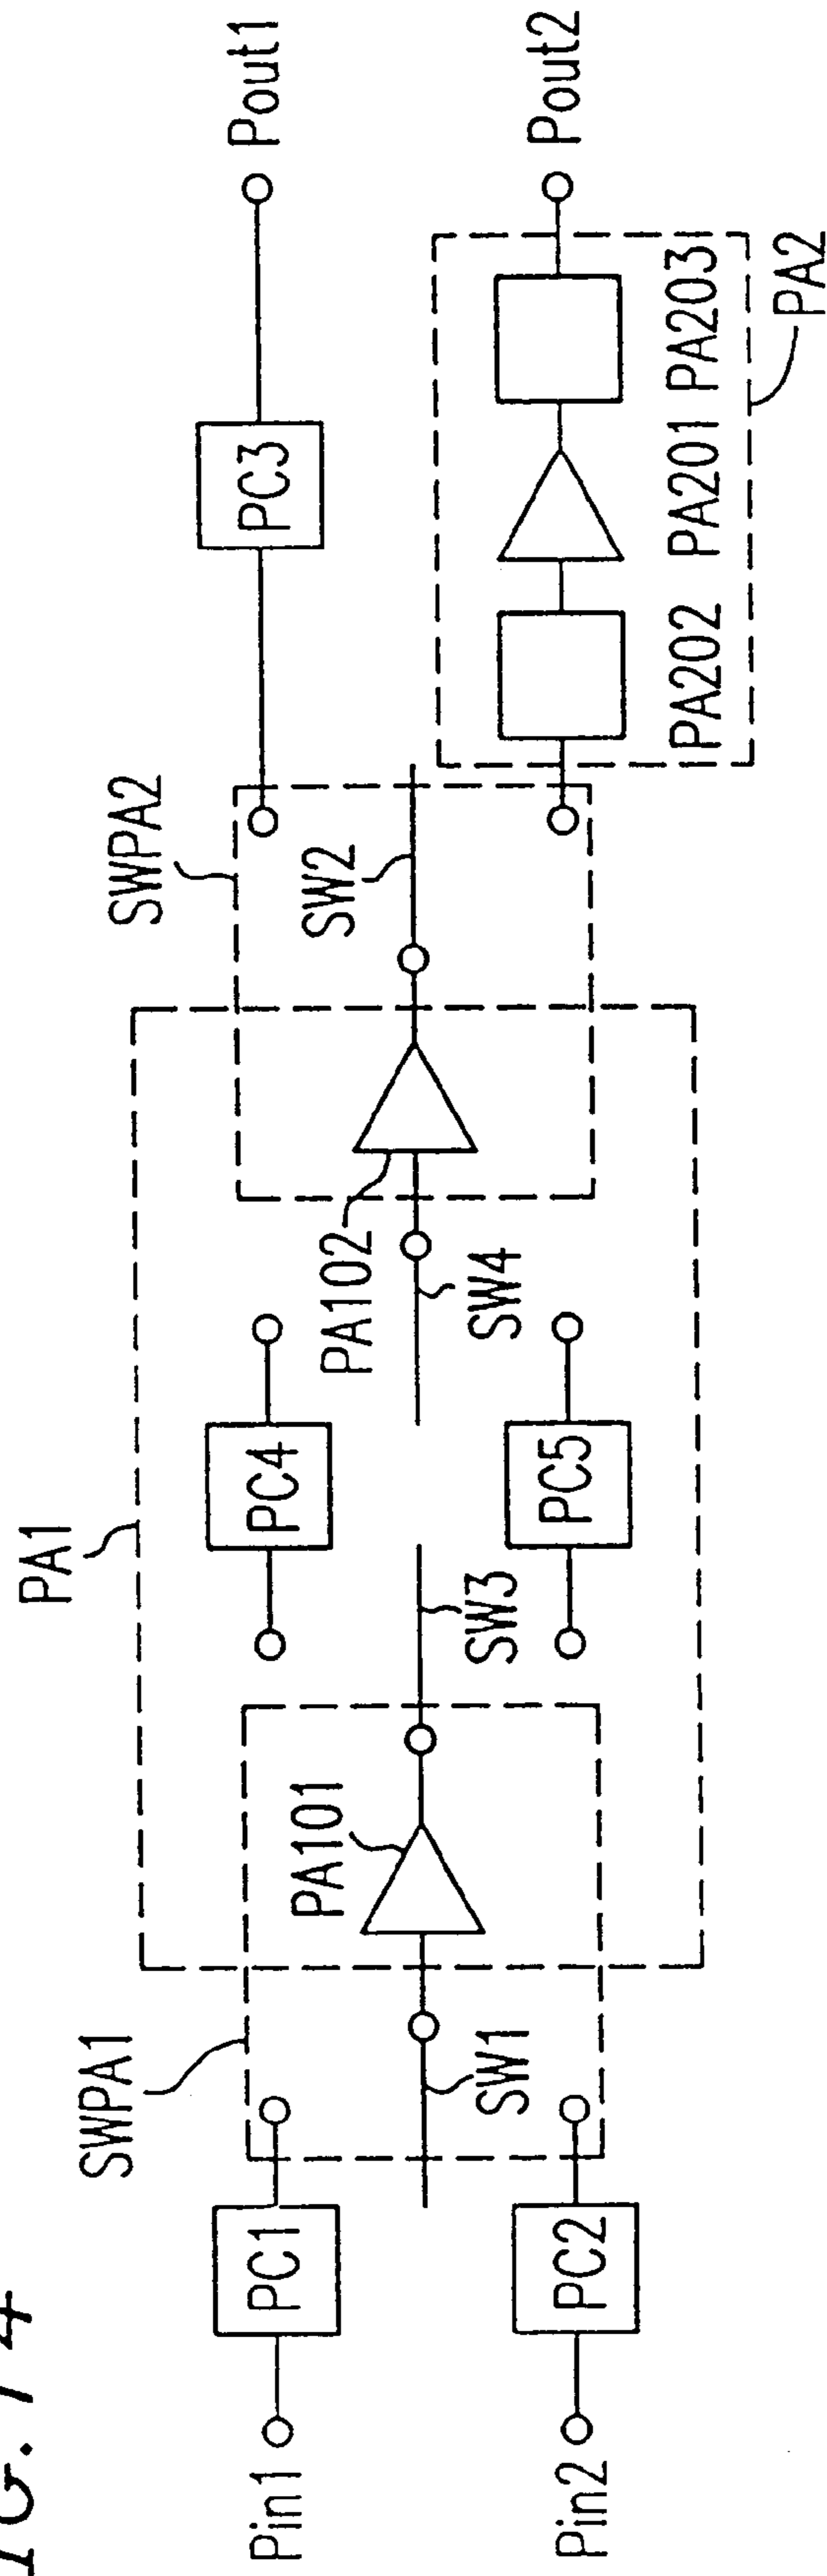 FIG. 14
PA1
SWPA1
SWPA2
Pin1
PC1
PA101
PC4
PA102
SW2
PC3
Pout1
SW1
SW3
SW4
Pin2
PC2
PC5
PA202
PA201
PA203
Pout2
PA2